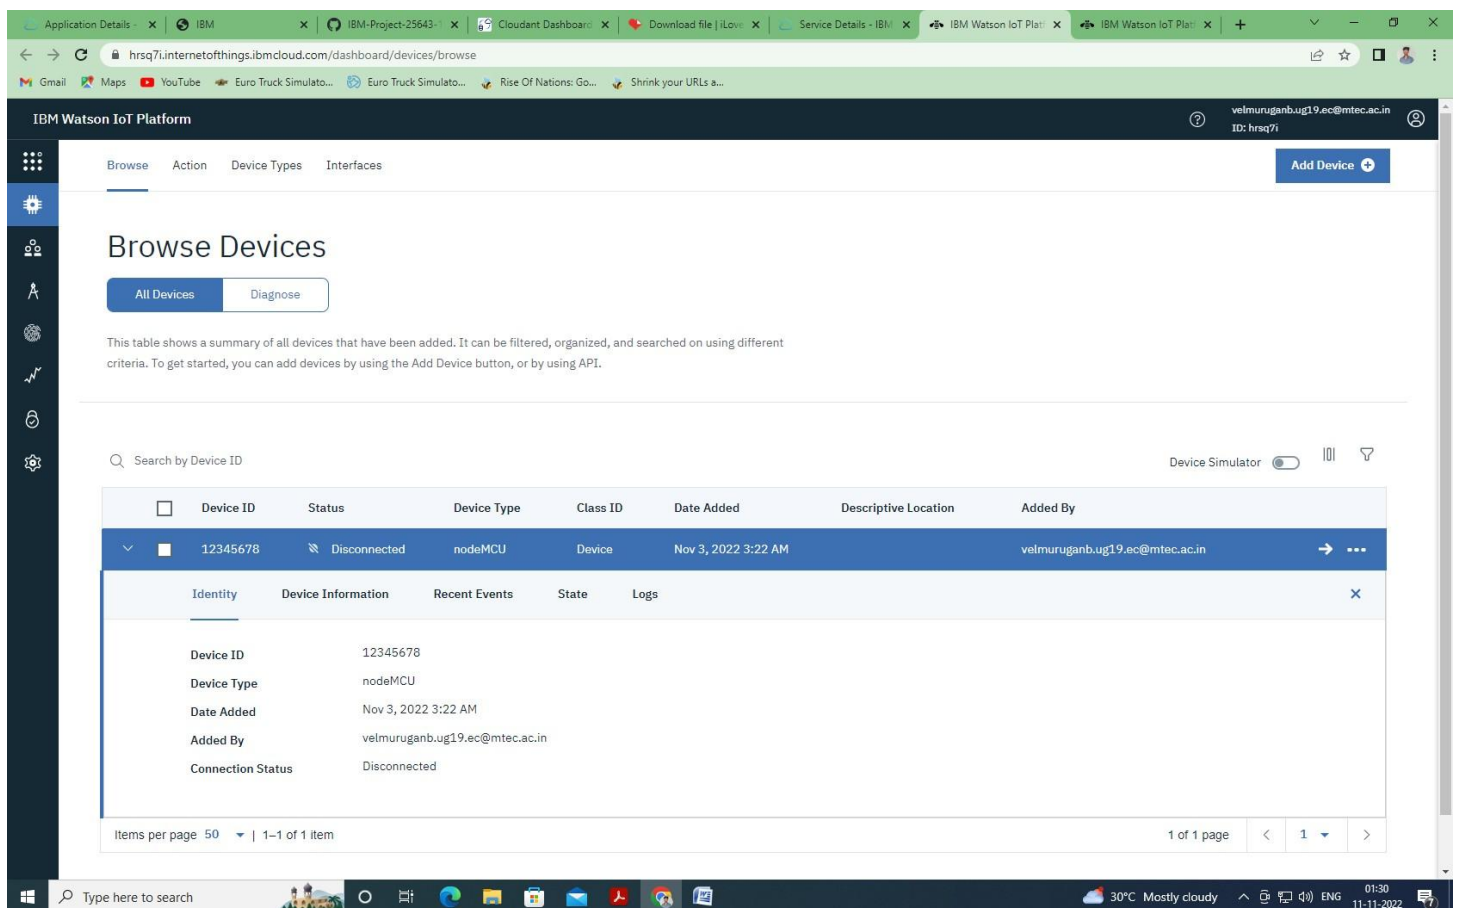 Application Details - IBM IBM-Project-25643-1 Cloudant Dashboard Download file | iLove Service Details - IBM IBM Watson IoT Plat IBM Watson IoT Plat
hrsq7i.internetofthings.ibmcloud.com/dashboard/devices/browse
Gmail Maps YouTube Euro Truck Simulato... Euro Truck Simulato... Rise Of Nations: Go... Shrink your URLs a...
IBM Watson IoT Platform
velmuruganb.ug19.ec@mtec.ac.in
ID: hrsq7i
Browse Action Device Types Interfaces Add Device
Browse Devices
All Devices Diagnose
This table shows a summary of all devices that have been added. It can be filtered, organized, and searched on using different
criteria. To get started, you can add devices by using the Add Device button, or by using API.
Search by Device ID Device Simulator
Device ID Status Device Type Class ID Date Added Descriptive Location Added By
12345678 Disconnected nodeMCU Device Nov 3, 2022 3:22 AM velmuruganb.ug19.ec@mtec.ac.in
Identity Device Information Recent Events State Logs
Device ID 12345678
Device Type nodeMCU
Date Added Nov 3, 2022 3:22 AM
Added By velmuruganb.ug19.ec@mtec.ac.in
Connection Status Disconnected
Items per page 50 | 1–1 of 1 item 1 of 1 page < 1 >
Type here to search 30°C Mostly cloudy ENG 01:30
11-11-2022 7